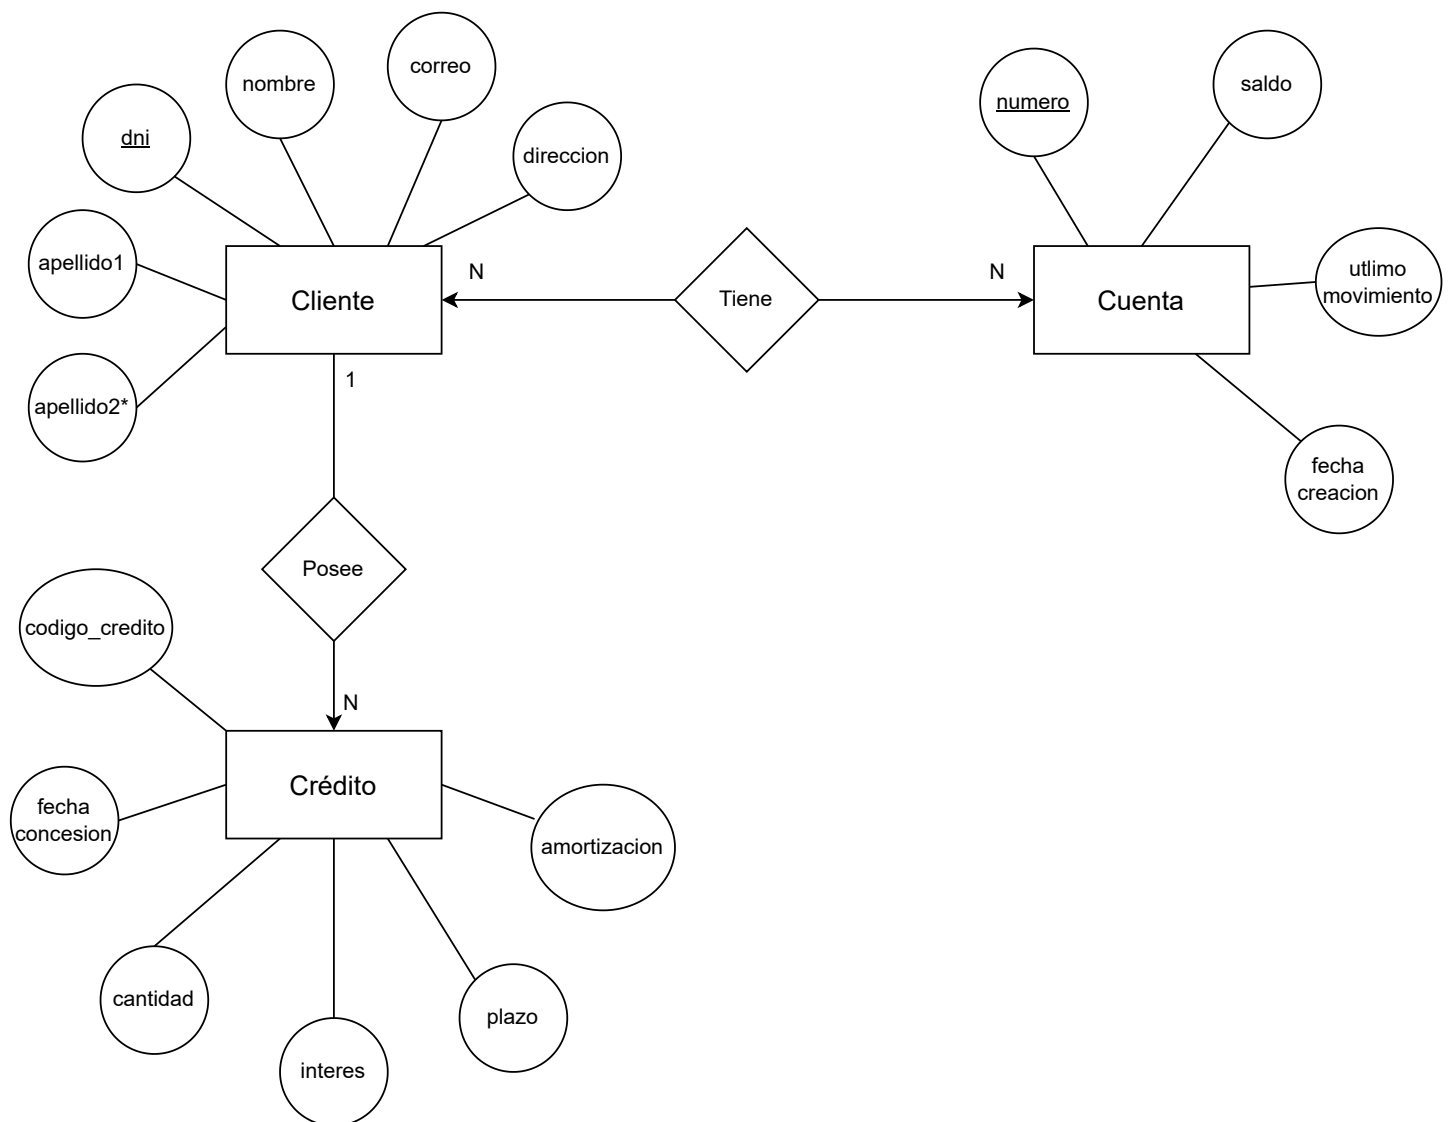 correo
nombre
saldo
numero
dni
direccion
apellido1
utlimo
movimiento
N
N
Cliente
Tiene
Cuenta
1
apellido2*
fecha
creacion
Posee
codigo_credito
N
Crédito
fecha
concesion
amortizacion
cantidad
plazo
interes